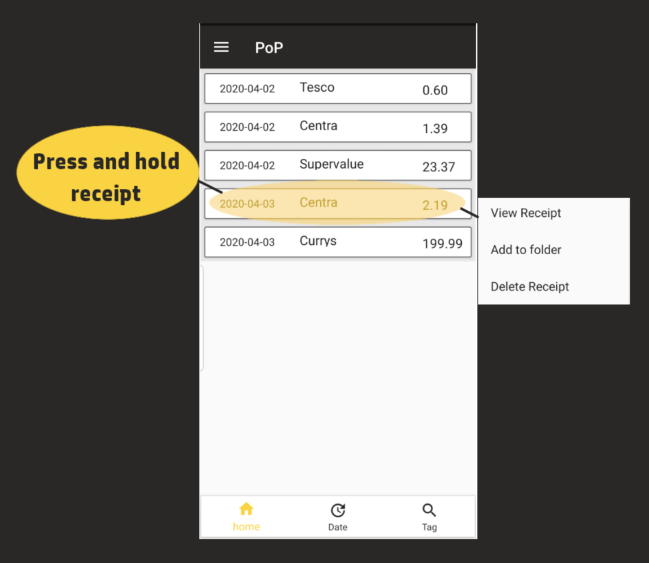 PoP
2020-04-02 Tesco 0.60
2020-04-02 Centra 1.39
2020-04-02 Supervalue 23.37
Press and hold
receipt
2020-04-03 Centra 2.19
2020-04-03 Currys 199.99
View Receipt
Add to folder
Delete Receipt
home Date Tag